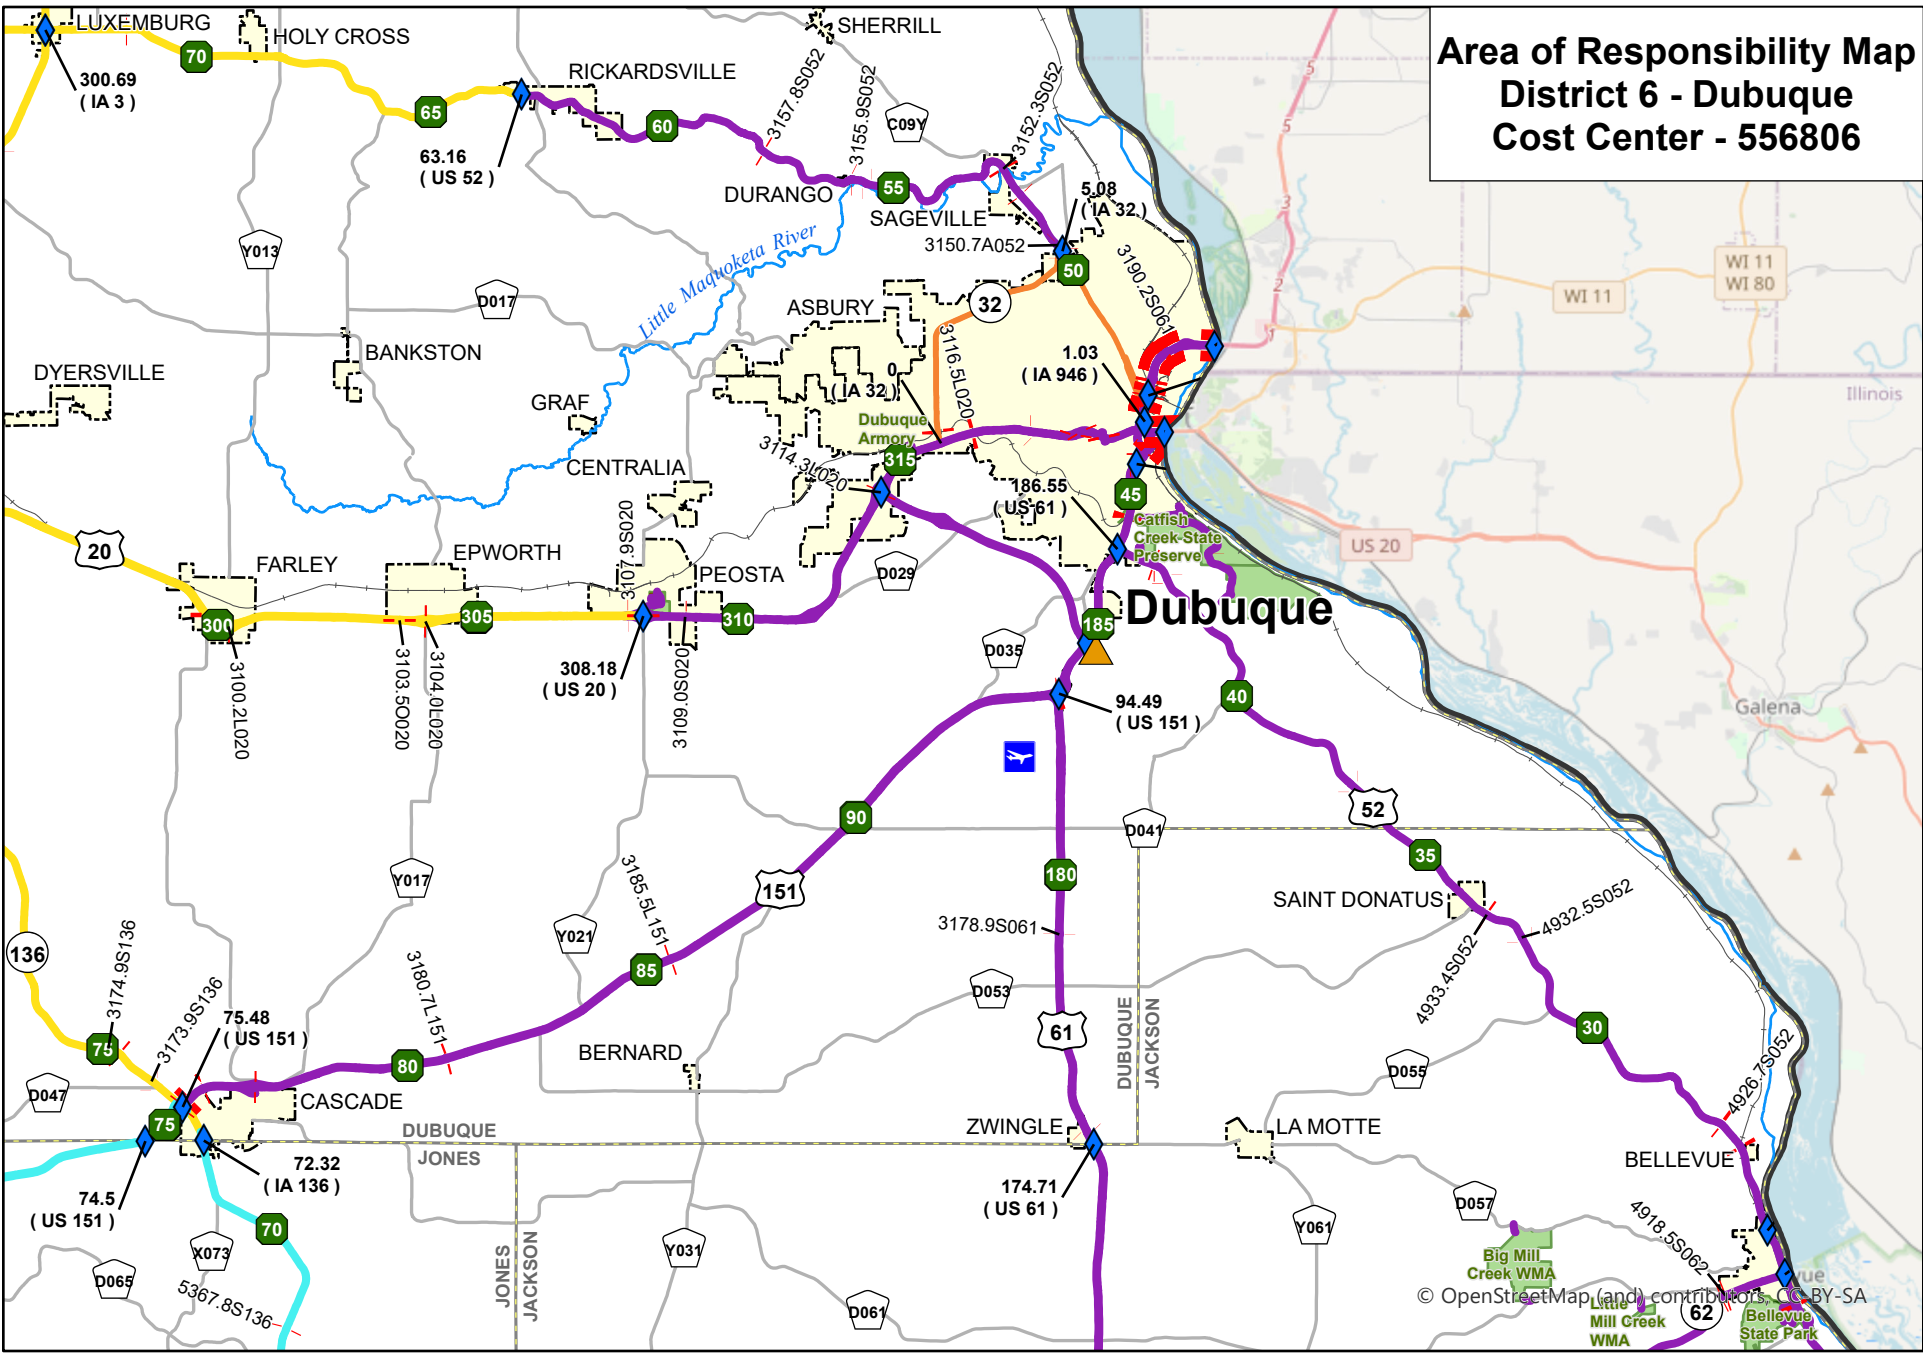 Area of Responsibility Map
District 6 - Dubuque
Cost Center - 556806
LUXEMBURG
HOLY CROSS
SHERRILL
70
300.69
( IA 3 )
RICKARDSVILLE
65
60
63.16
( US 52 )
3157.8S052
3155.9S052
C09Y
3152.3S052
DURANGO
55
SAGEVILLE
5.08
( IA 32 )
3150.7A052
50
3190.2S061
Y013
D017
Little Maquoketa River
ASBURY
32
BANKSTON
DYERSVILLE
GRAF
0
( IA 32 )
3116.5L020
1.03
( IA 946 )
Dubuque
Armory
315
CENTRALIA
3114.3L020
186.55
( US 61 )
45
Catfish
Creek State
Preserve
5
5
3
2
1
WI 11
WI 11
WI 80
Illinois
US 20
Galena
20
FARLEY
EPWORTH
3107.9S020
PEOSTA
D029
300
305
310
185
Dubuque
3100.2L020
3103.5O020
3104.0L020
308.18
( US 20 )
3109.0S020
D035
94.49
( US 151 )
40
52
90
D041
35
151
180
SAINT DONATUS
4932.5S052
4933.4S052
Y017
Y021
3185.5L151
3178.9S061
85
136
3174.9S136
3173.9S136
3180.7L151
D053
75
75.48
( US 151 )
61
DUBUQUE
JACKSON
30
80
BERNARD
D055
4926.7S052
D047
CASCADE
75
ZWINGLE
LA MOTTE
DUBUQUE
JONES
BELLEVUE
72.32
( IA 136 )
74.5
( US 151 )
174.71
( US 61 )
D057
4918.5S062
70
X073
Y031
Y061
JONES
JACKSON
D065
5367.8S136
D061
Big Mill
Creek WMA
Little
Mill Creek
WMA
62
Bellevue
State Park
© OpenStreetMap (and) contributors, CC-BY-SA